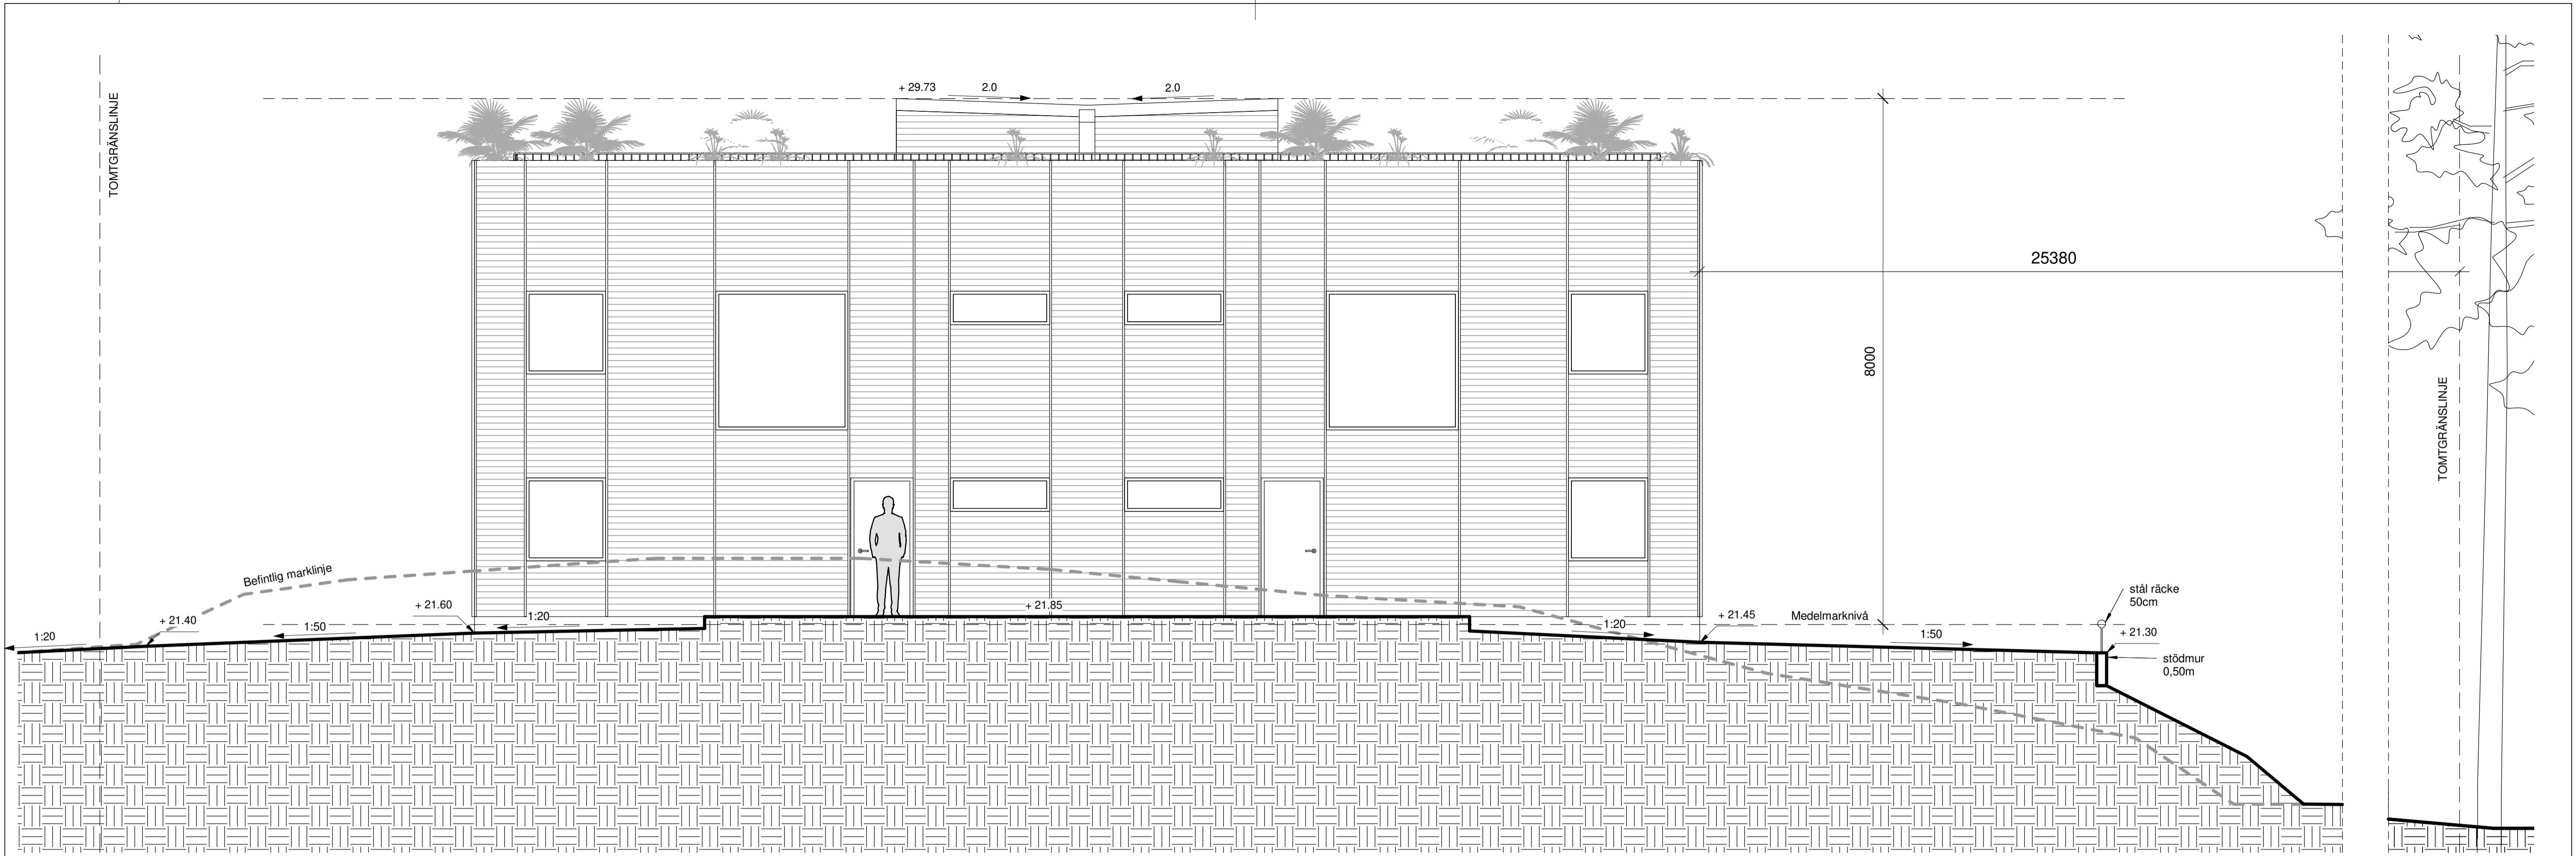 TOMTGRÄNSLINJE
+ 29.73
2.0
2.0
25380
8000
TOMTGRÄNSLINJE
Befintlig marklinje
stål räcke
50cm
+ 21.40
+ 21.60
1:20
+ 21.85
+ 21.45
Medelmarknivå
1:20
1:50
1:20
1:50
+ 21.30
stödmur
0,50m